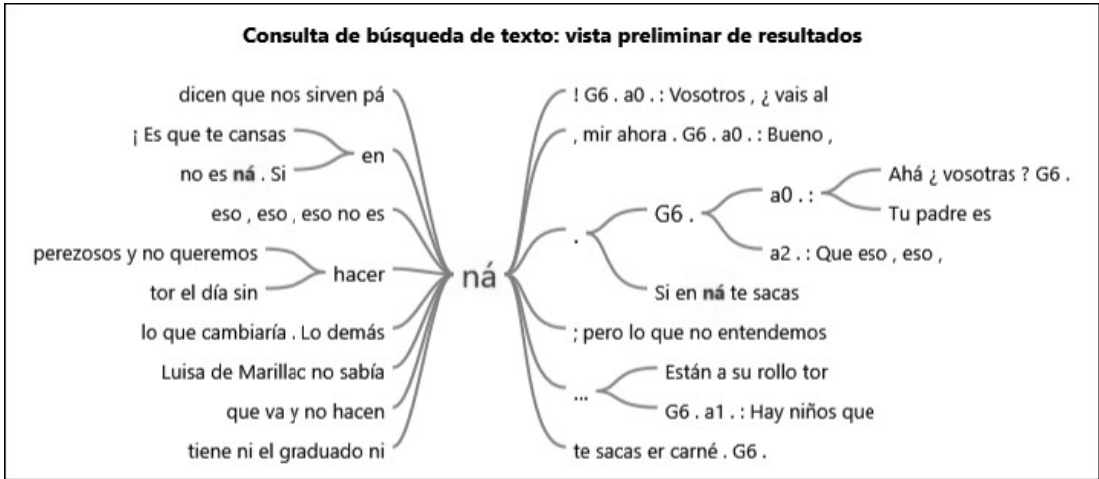 Consulta de búsqueda de texto: vista preliminar de resultados
dicen que nos sirven pá
¡ Es que te cansas
no es ná . Si
en
eso , eso , eso no es
perezosos y no queremos
tor el día sin
hacer
lo que cambiaría . Lo demás
Luisa de Marillac no sabía
que va y no hacen
tiene ni el graduado ni
ná
! G6 . a0 . : Vosotros , ¿ vais al
, mir ahora . G6 . a0 . : Bueno ,
.
G6 .
a0 . :
Ahá ¿ vosotras ? G6 .
Tu padre es
a2 . : Que eso , eso ,
Si en ná te sacas
; pero lo que no entendemos
...
Están a su rollo tor
G6 . a1 . : Hay niños que
te sacas er carné . G6 .